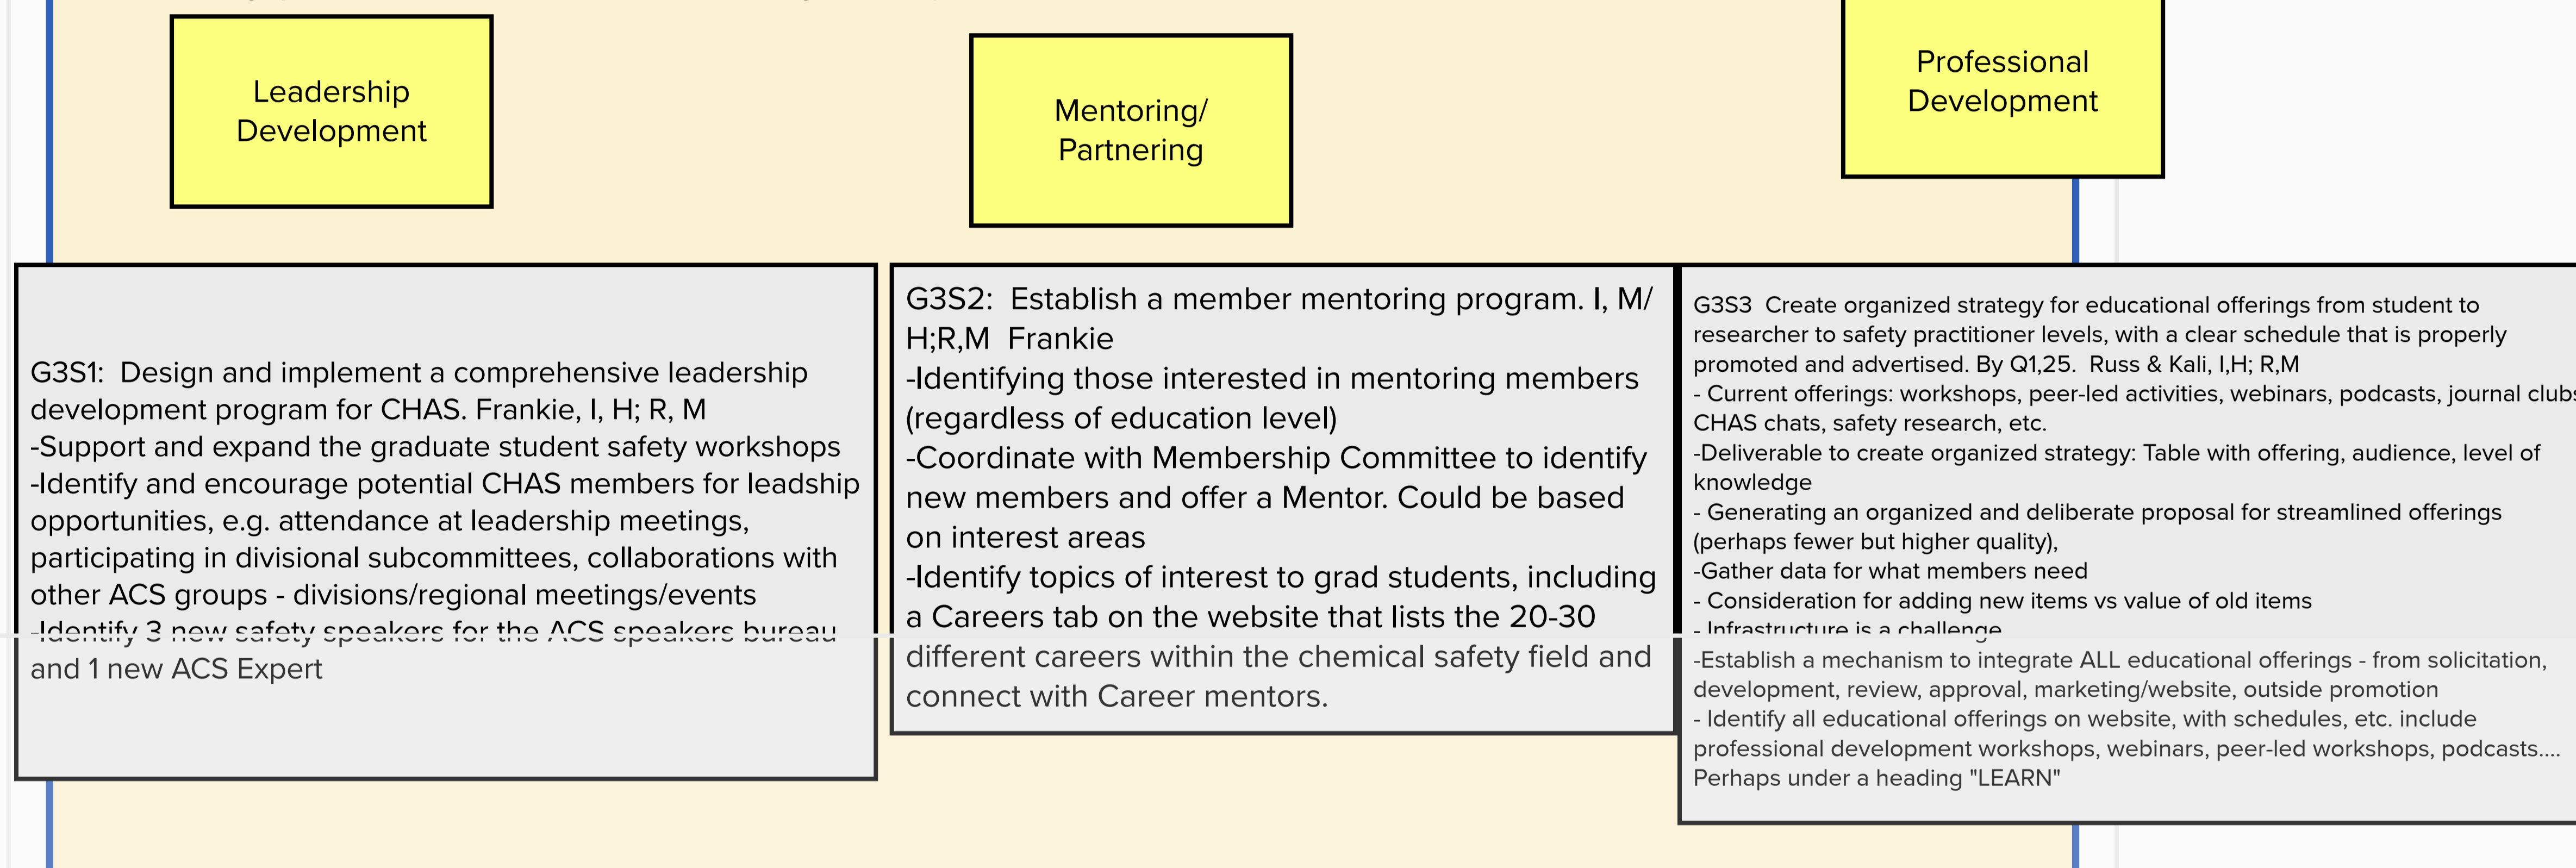 Leadership
Development
Mentoring/
Partnering
Professional
Development
G3S1:  Design and implement a comprehensive leadership
development program for CHAS. Frankie, I, H; R, M
-Support and expand the graduate student safety workshops
-Identify and encourage potential CHAS members for leadship
opportunities, e.g. attendance at leadership meetings,
participating in divisional subcommittees, collaborations with
other ACS groups - divisions/regional meetings/events
-Identify 3 new safety speakers for the ACS speakers bureau
and 1 new ACS Expert
G3S2:  Establish a member mentoring program. I, M/
H;R,M  Frankie
-Identifying those interested in mentoring members
(regardless of education level)
-Coordinate with Membership Committee to identify
new members and offer a Mentor. Could be based
on interest areas
-Identify topics of interest to grad students, including
a Careers tab on the website that lists the 20-30
different careers within the chemical safety field and
connect with Career mentors.
G3S3  Create organized strategy for educational offerings from student to
researcher to safety practitioner levels, with a clear schedule that is properly
promoted and advertised. By Q1,25.  Russ & Kali, I,H; R,M
- Current offerings: workshops, peer-led activities, webinars, podcasts, journal clubs
CHAS chats, safety research, etc.
-Deliverable to create organized strategy: Table with offering, audience, level of
knowledge
- Generating an organized and deliberate proposal for streamlined offerings
(perhaps fewer but higher quality),
-Gather data for what members need
- Consideration for adding new items vs value of old items
- Infrastructure is a challenge
-Establish a mechanism to integrate ALL educational offerings - from solicitation,
development, review, approval, marketing/website, outside promotion
- Identify all educational offerings on website, with schedules, etc. include
professional development workshops, webinars, peer-led workshops, podcasts....
Perhaps under a heading "LEARN"